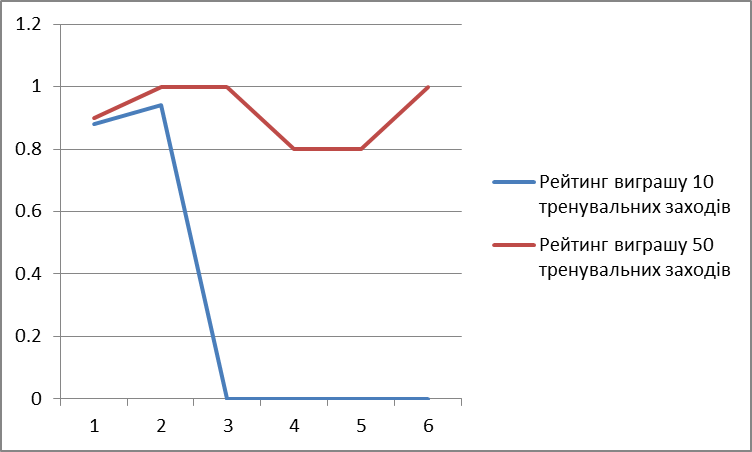 1.2
1
0.8
0.6
0.4
0.2
0
1 2 3 4 5 6
Рейтинг виграшу 10
тренувальних заходів
Рейтинг виграшу 50
тренувальних заходів